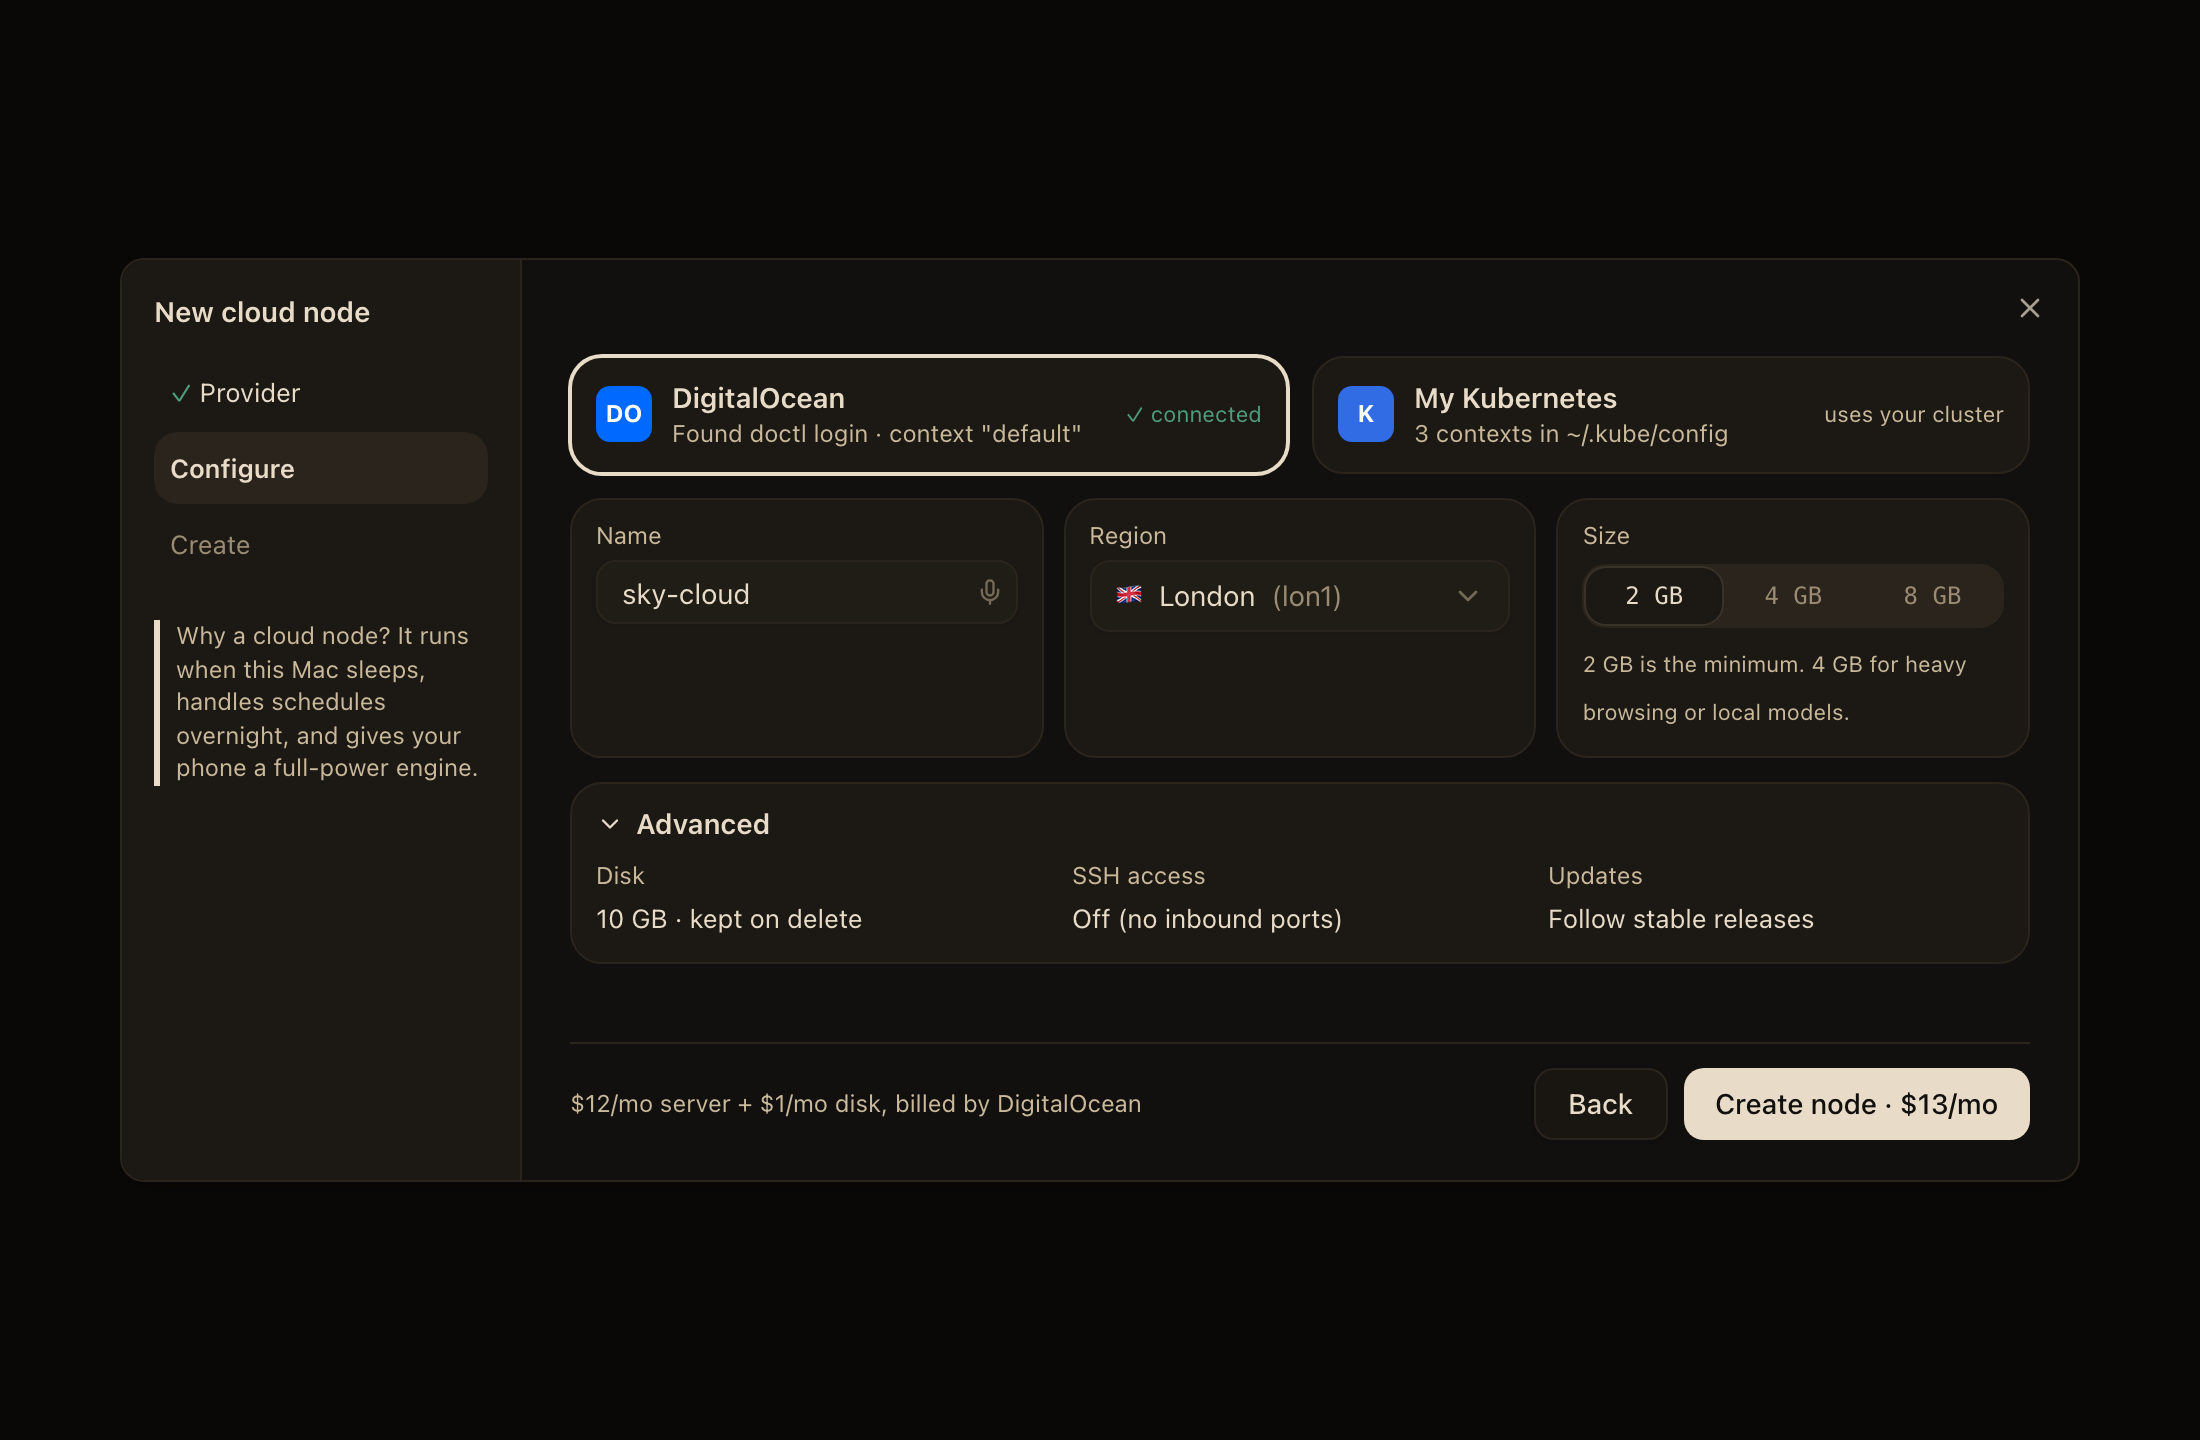 New cloud node
✓ Provider
Configure
Create
Why a cloud node? It runs
when this Mac sleeps,
handles schedules
overnight, and gives your
phone a full-power engine.
DO
DigitalOcean
Found doctl login · context "default"
✓ connected
K
My Kubernetes
3 contexts in ~/.kube/config
uses your cluster
Name
sky-cloud
Region
🇬🇧 London (lon1)
Size
2 GB
4 GB
8 GB
2 GB is the minimum. 4 GB for heavy
browsing or local models.
Advanced
Disk
10 GB · kept on delete
SSH access
Off (no inbound ports)
Updates
Follow stable releases
$12/mo server + $1/mo disk, billed by DigitalOcean
Back
Create node · $13/mo